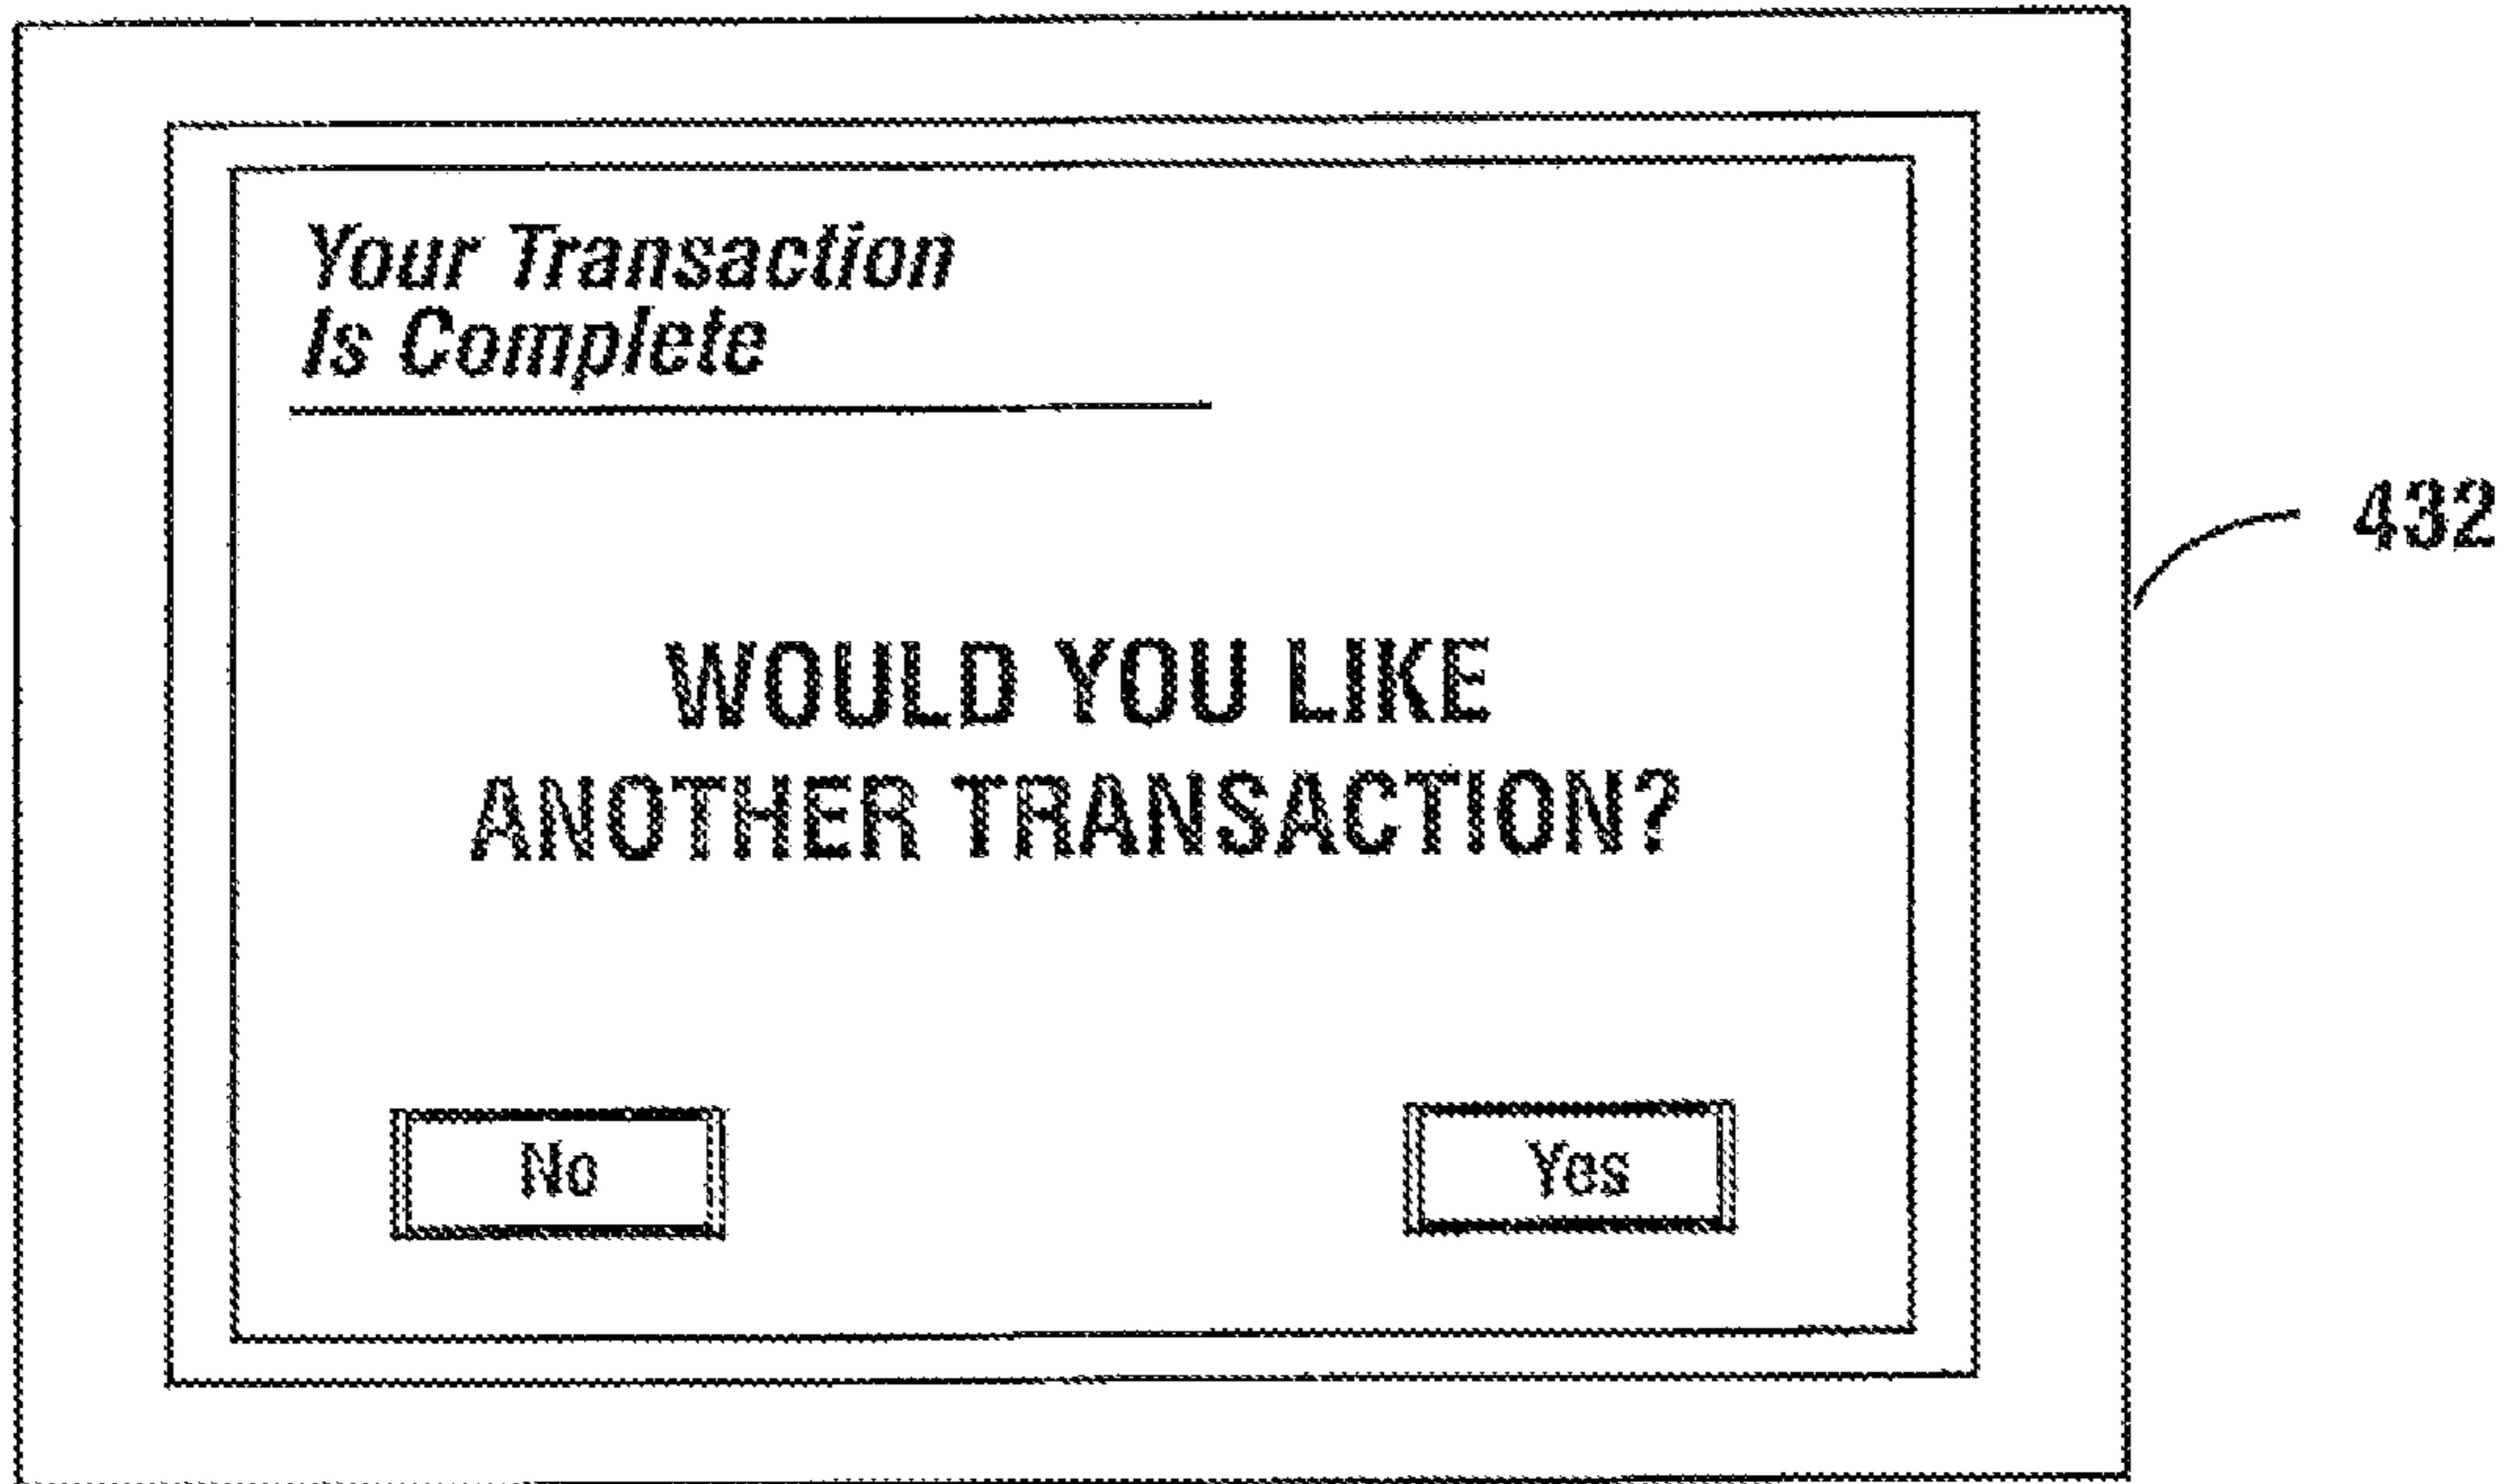 Your Transaction
Is Complete
432
WOULD YOU LIKE
ANOTHER TRANSACTION?
No
Yes